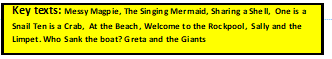 Key texts: Messy Magpie, The Singing Mermaid, Sharing a Shell, One is a
Snail Ten is a Crab, At the Beach, Welcome to the Rockpool, Sally and the
Limpet. Who Sank the boat? Greta and the Giants